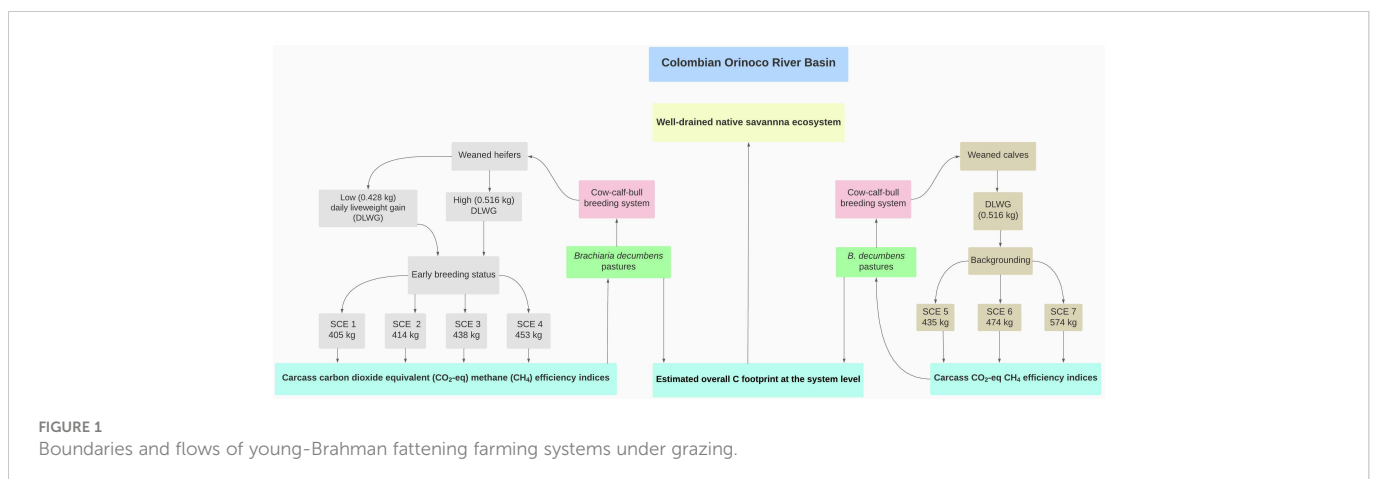 Colombian Orinoco River Basin
Well-drained native savannna ecosystem
Weaned heifers
Low (0.428 kg)
daily liveweight gain
(DLWG)
High (0.516 kg)
DLWG
Cow-calf-bull
breeding system
Brachiaria decumbens
pastures
Early breeding status
SCE 1
405 kg
SCE 2
414 kg
SCE 3
438 kg
SCE 4
453 kg
Carcass carbon dioxide equivalent (CO₂-eq) methane (CH₄) efficiency indices
Estimated overall C footprint at the system level
Weaned calves
Cow-calf-bull
breeding system
DLWG
(0.516 kg)
B. decumbens
pastures
Backgrounding
SCE 5
435 kg
SCE 6
474 kg
SCE 7
574 kg
Carcass CO₂-eq CH₄ efficiency indices
FIGURE 1
Boundaries and flows of young-Brahman fattening farming systems under grazing.